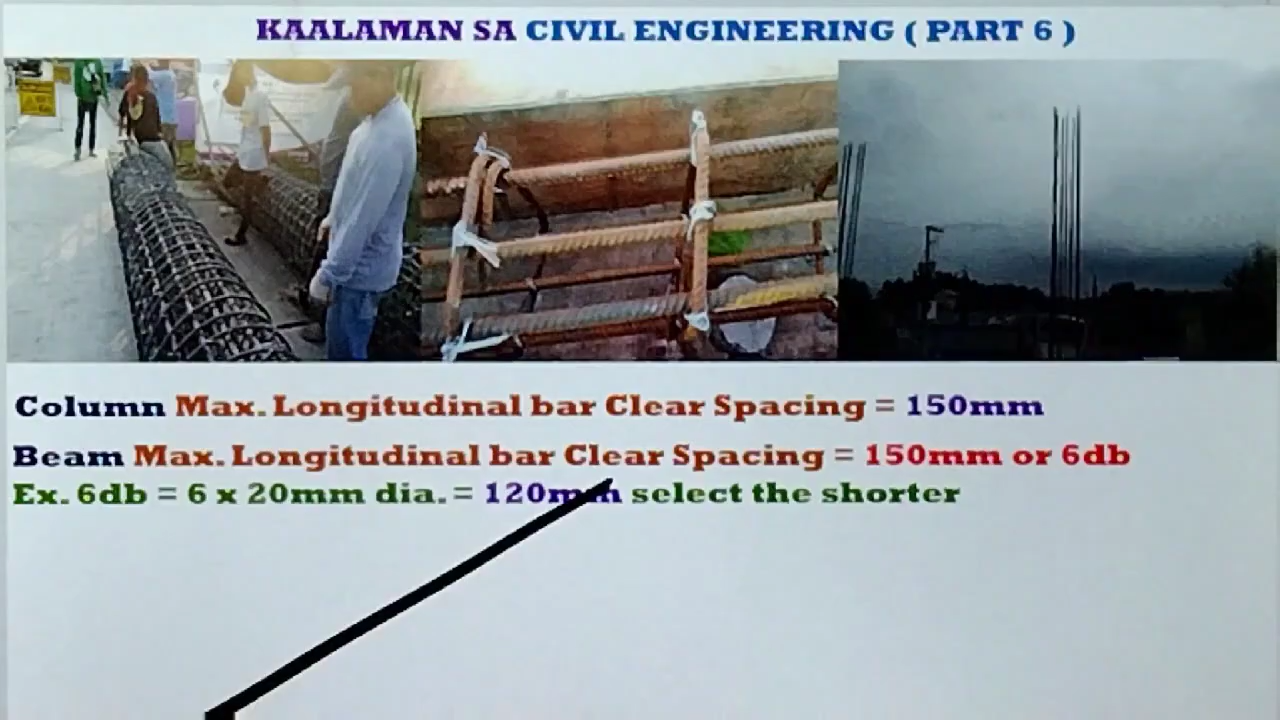 KAALAMAN SA CIVIL ENGINEERING ( PART 6 )
Column Max. Longitudinal bar Clear Spacing = 150mm
Beam Max. Longitudinal bar Clear Spacing = 150mm or 6db
Ex. 6db = 6 x 20mm dia. = 120mm select the shorter